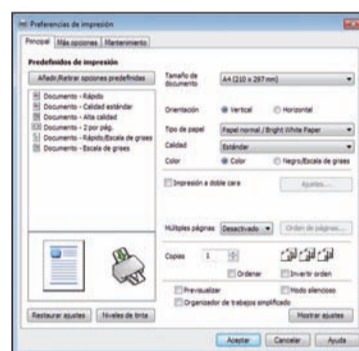 Preferencias de impresión
Principal
Más opciones
Mantenimiento
Predefinidos de impresión
Añadir/Retirar opciones predefinidas
Documento - Rápido
Documento - Calidad estándar
Documento - Alta calidad
Documento - 2 por pág.
Documento - Rápido/Escala de grises
Documento - Escala de grises
Restaurar ajustes
Niveles de tinta
Tamaño de documento
A4 (210 x 297 mm)
Orientación
Vertical
Horizontal
Tipo de papel
Papel normal / Bright White Paper
Calidad
Estándar
Color
Color
Negro/Escala de grises
Impresión a doble cara
Ajustes...
Múltiples páginas
Desactivado
Orden de páginas...
Copias
1
Ordenar
Invertir orden
Previsualizar
Modo silencioso
Organizador de trabajos simplificado
Mostrar ajustes
Aceptar
Cancelar
Ayuda